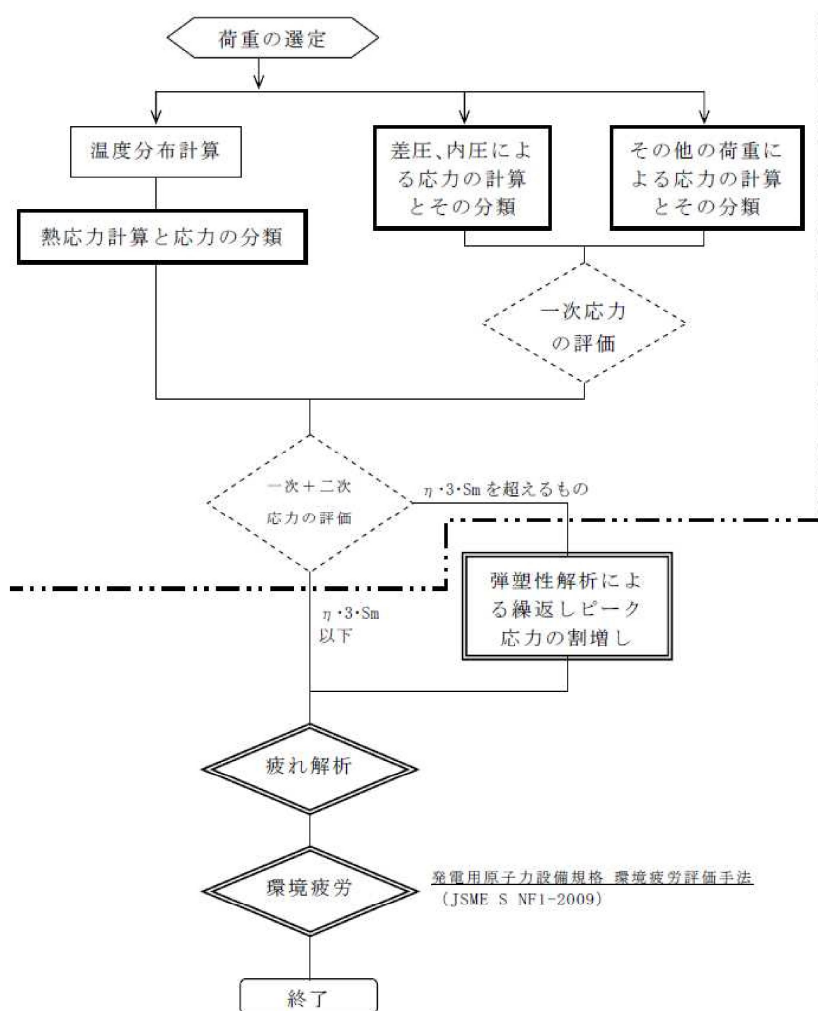 荷重の選定
温度分布計算
差圧、内圧によ
る応力の計算
とその分類
その他の荷重に
よる応力の計算
とその分類
熱応力計算と応力の分類
一次応力
の評価
一次＋二次
応力の評価
η・3・Smを超えるもの
弾塑性解析によ
る繰返しピーク
応力の割増し
η・3・Sm
以下
疲れ解析
環境疲労
発電用原子力設備規格 環境疲労評価手法
（JSME S NF1-2009）
終了